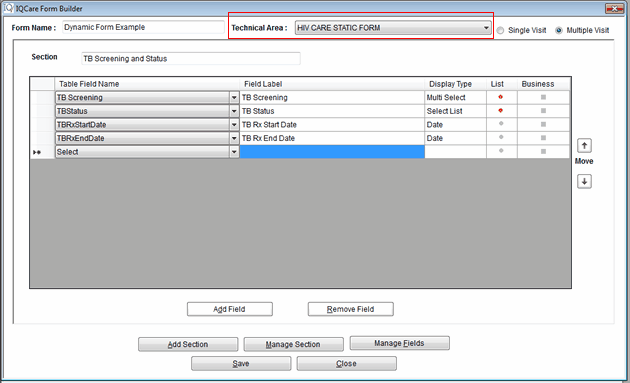 IQCare Form Builder
Form Name : Dynamic Form Example Technical Area : HIV CARE STATIC FORM Single Visit Multiple Visit
Section TB Screening and Status
Table Field Name Field Label Display Type List Business
TB Screening TB Screening Multi Select
TBStatus TB Status Select List
TBRxStartDate TB Rx Start Date Date
TBRxEndDate TB Rx End Date Date
Select
Move
Add Field Remove Field
Add Section Manage Section Manage Fields
Save Close